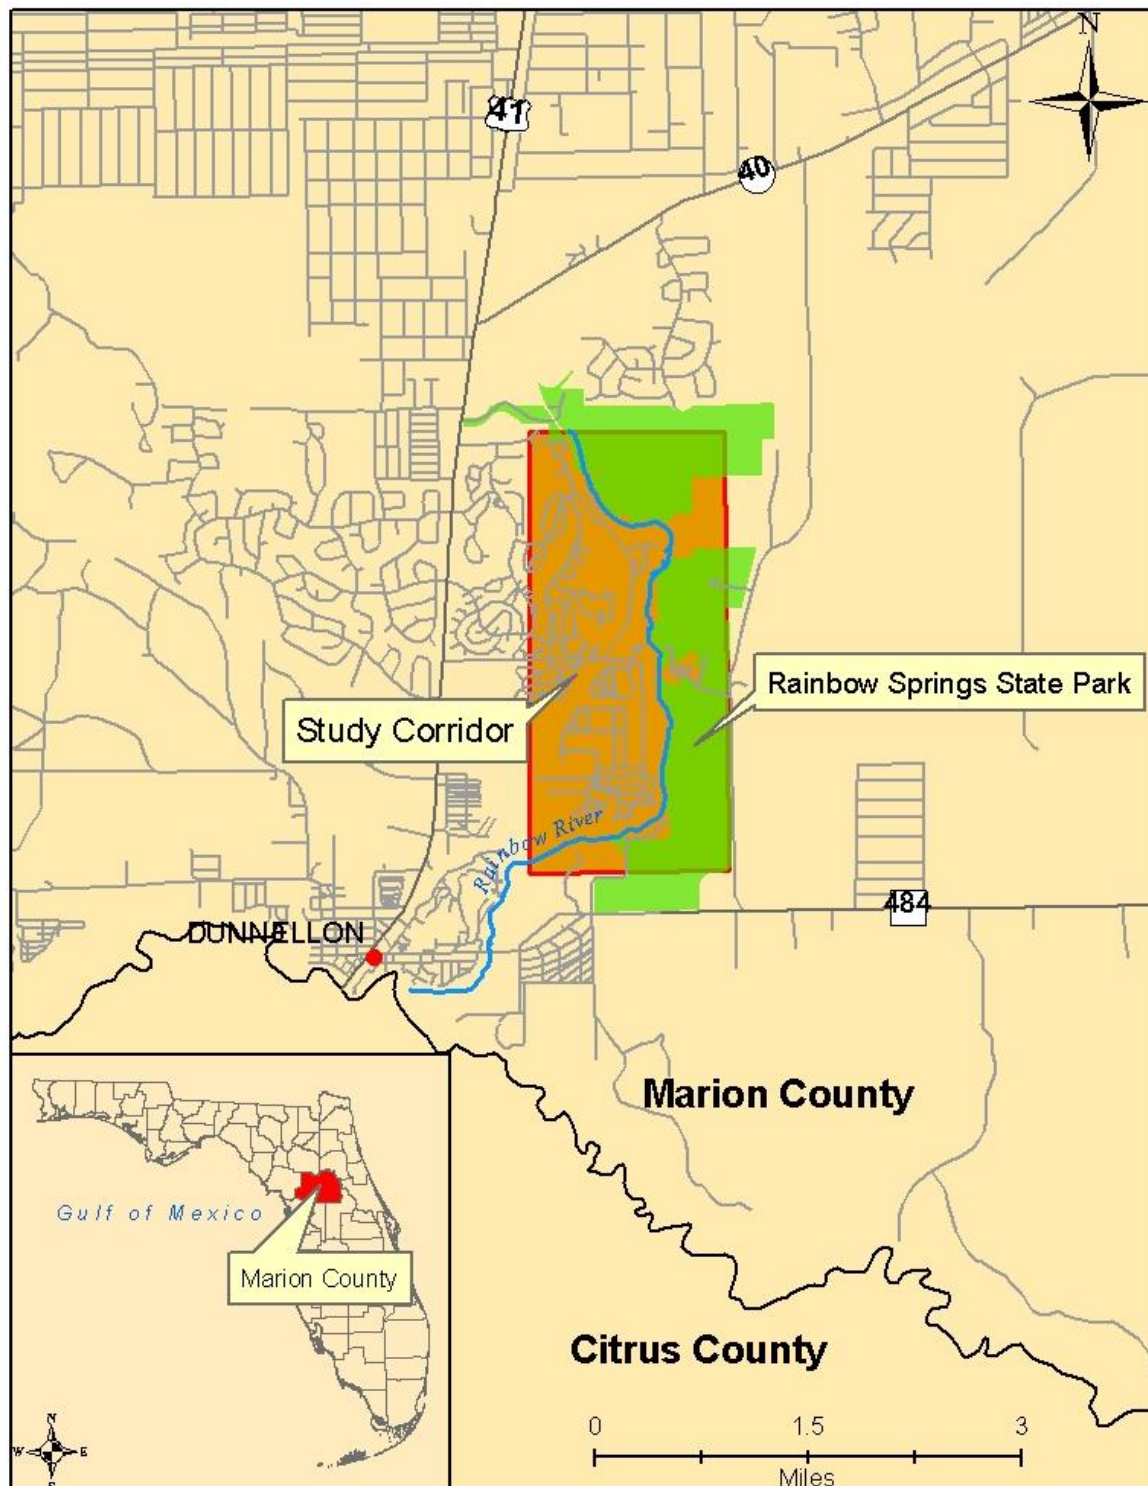 N
41
40
Rainbow Springs State Park
Study Corridor
Rainbow River
484
DUNNELLON
Marion County
Gulf of Mexico
Marion County
Citrus County
N
W E
S
0 1.5 3
Miles